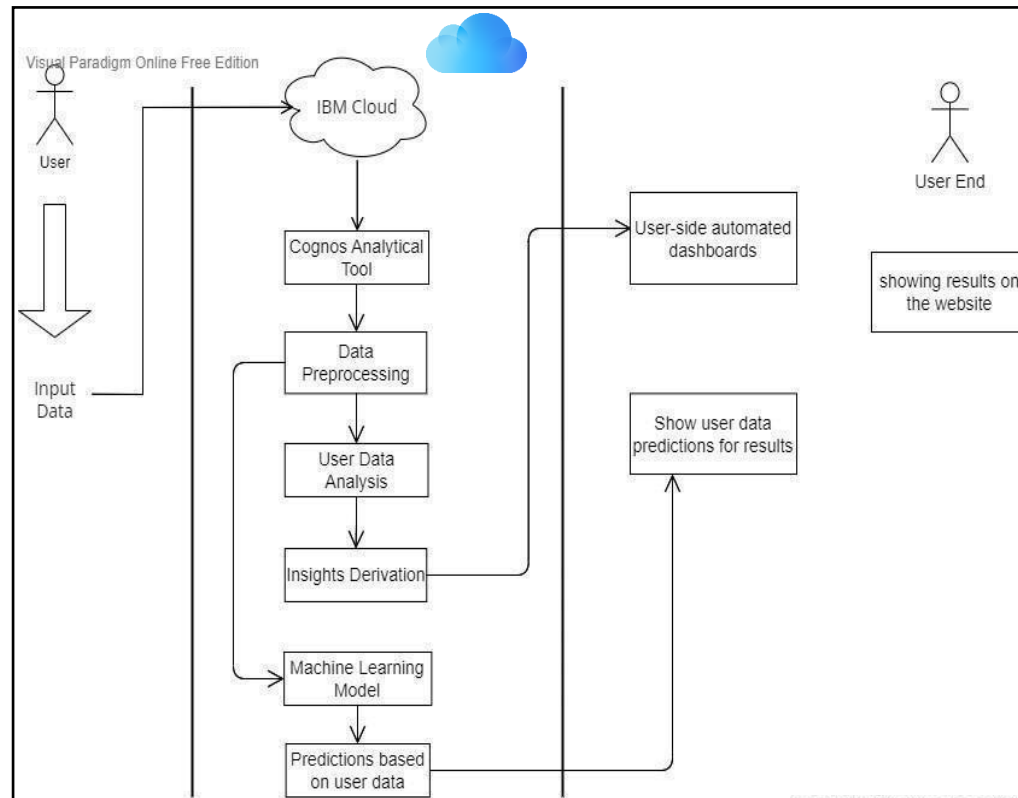 Visual Paradigm Online Free Edition
User
Input
Data
IBM Cloud
Cognos Analytical
Tool
Data
Preprocessing
User Data
Analysis
Insights Derivation
Machine Learning
Model
Predictions based
on user data
User-side automated
dashboards
Show user data
predictions for results
User End
showing results on
the website